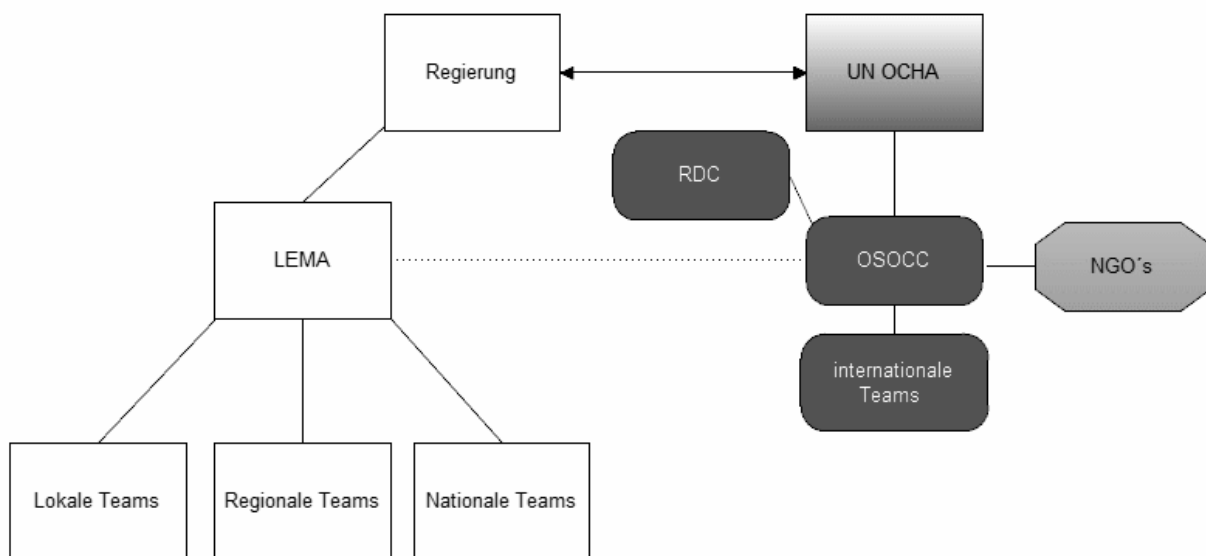 Regierung
UN OCHA
RDC
LEMA
OSOCC
NGO´s
internationale
Teams
Lokale Teams
Regionale Teams
Nationale Teams